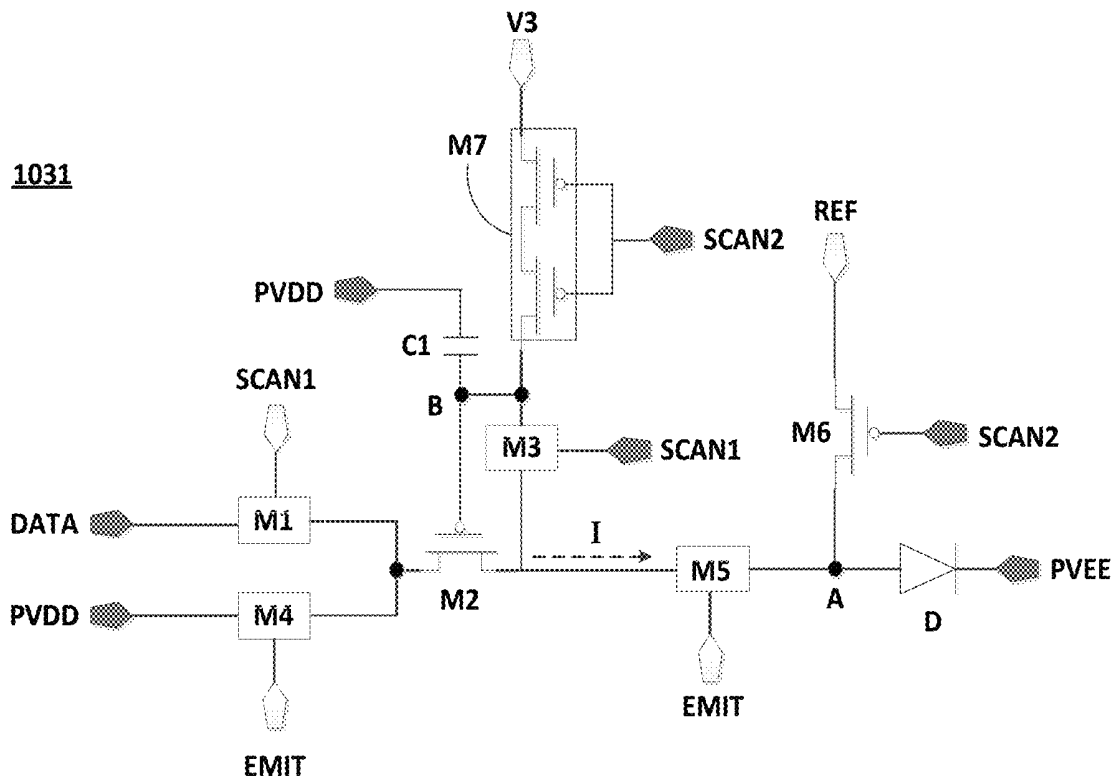 V3
M7
1031
REF
SCAN2
PVDD
C1
SCAN1
B
M6
SCAN2
M3
SCAN1
DATA
M1
I
M5
PVEE
PVDD
M4
M2
A
D
EMIT
EMIT